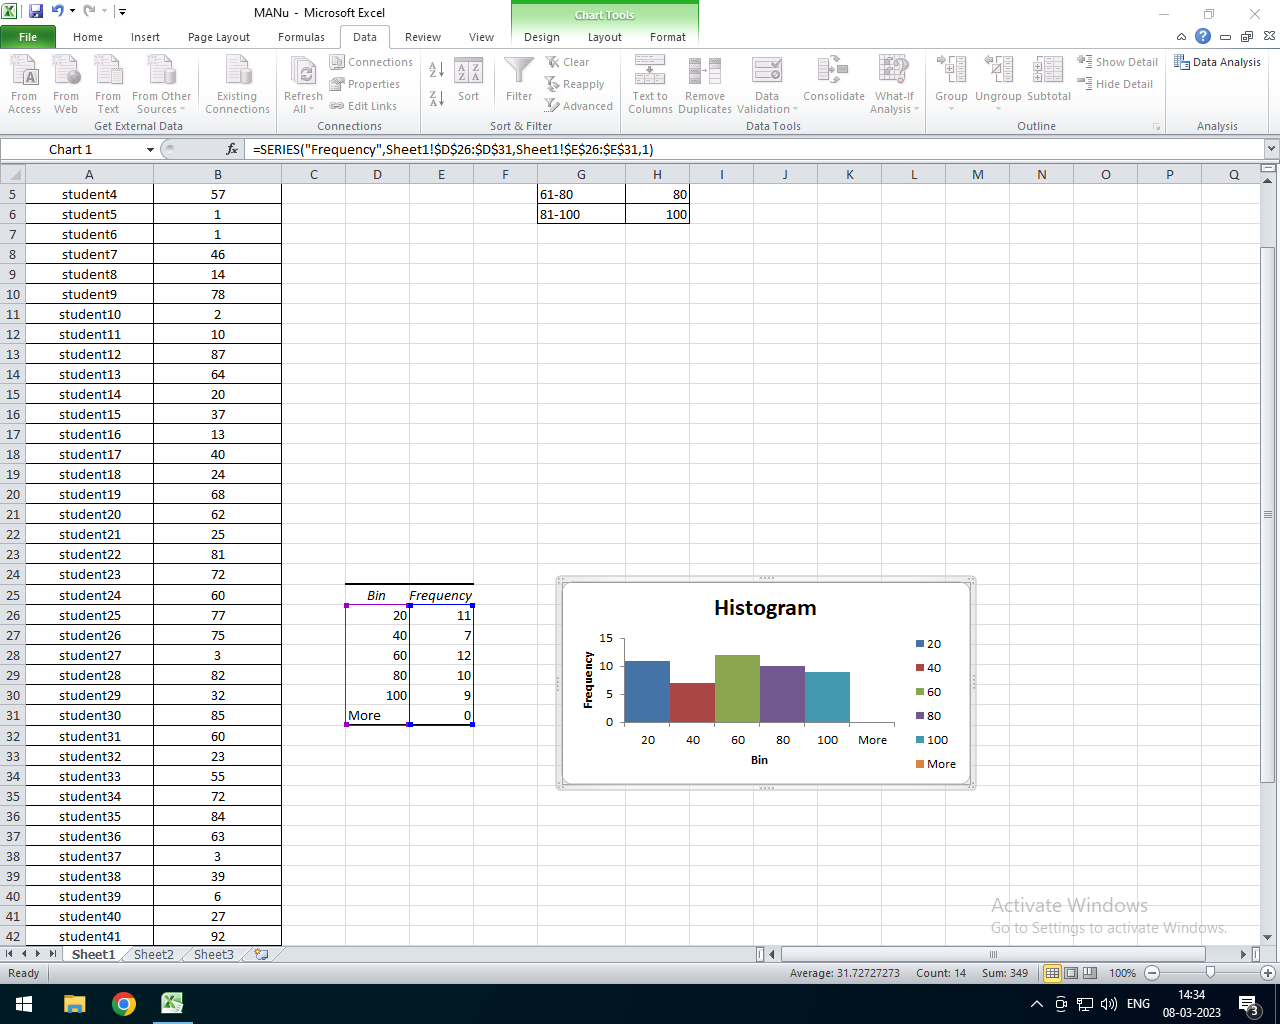 MANu - Microsoft Excel
Chart Tools
File Home Insert Page Layout Formulas Data Review View Design Layout Format
From Access
From Web
From Text
From Other Sources
Existing Connections
Get External Data
Refresh All
Connections
Properties
Edit Links
Connections
Sort
Filter
Clear
Reapply
Advanced
Sort & Filter
Text to Columns
Remove Duplicates
Data Validation
Consolidate
What-If Analysis
Data Tools
Group
Ungroup
Subtotal
Show Detail
Hide Detail
Outline
Data Analysis
Analysis
Chart 1 fx =SERIES("Frequency",Sheet1!$D$26:$D$31,Sheet1!$E$26:$E$31,1)
A B C D E F G H I J K L M N O P Q
5 student4 57 61-80 80
6 student5 1 81-100 100
7 student6 1
8 student7 46
9 student8 14
10 student9 78
11 student10 2
12 student11 10
13 student12 87
14 student13 64
15 student14 20
16 student15 37
17 student16 13
18 student17 40
19 student18 24
20 student19 68
21 student20 62
22 student21 25
23 student22 81
24 student23 72
25 student24 60 Bin Frequency
26 student25 77 20 11
27 student26 75 40 7
28 student27 3 60 12
29 student28 82 80 10
30 student29 32 100 9
31 student30 85 More 0
32 student31 60
33 student32 23
34 student33 55
35 student34 72
36 student35 84
37 student36 63
38 student37 3
39 student38 39
40 student39 6
41 student40 27
42 student41 92
Histogram
Frequency
15
10
5
0
20 40 60 80 100 More
Bin
20
40
60
80
100
More
Activate Windows
Go to Settings to activate Windows.
Sheet1 Sheet2 Sheet3
Ready Average: 31.72727273 Count: 14 Sum: 349 100%
ENG 14:34
08-03-2023
3